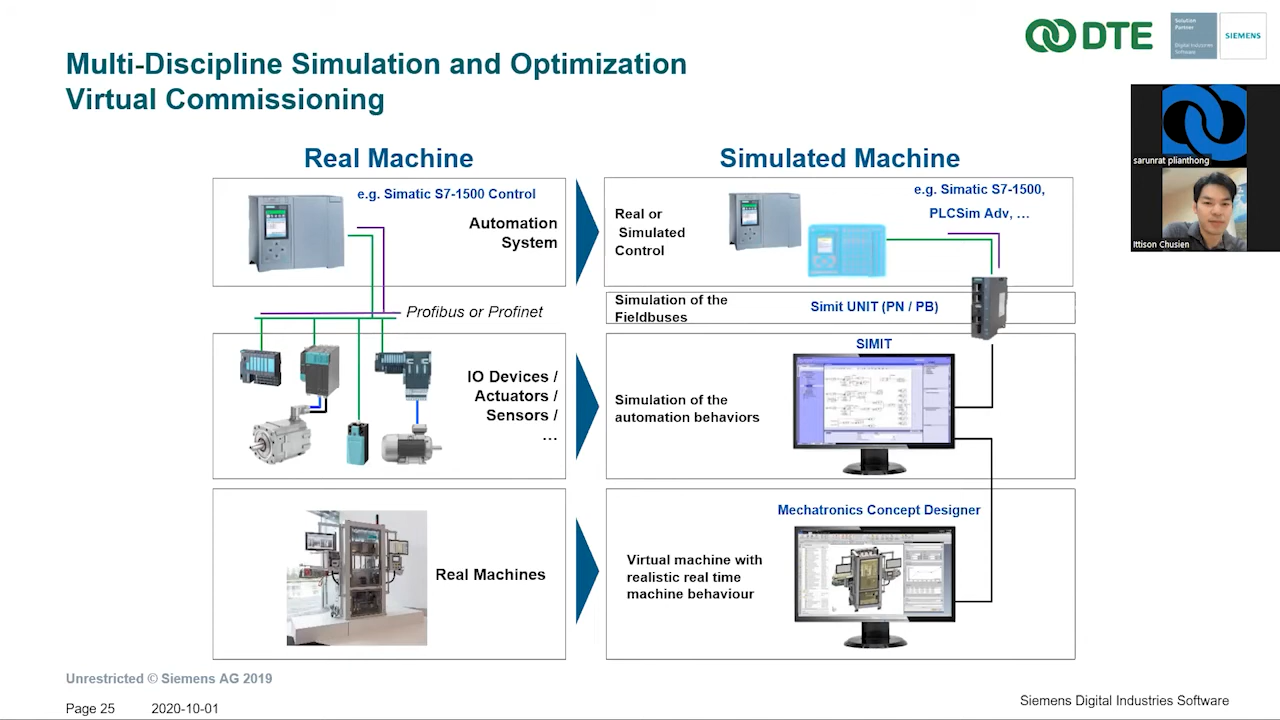 DTE
Solution
Partner
Digital Industries
Software
SIEMENS
Multi-Discipline Simulation and Optimization
Virtual Commissioning
sarunrat plianthong
Ittison Chusien
Real Machine
Simulated Machine
e.g. Simatic S7-1500 Control
Automation
System
Real or
Simulated
Control
e.g. Simatic S7-1500,
PLCSim Adv, …
Profibus or Profinet
Simulation of the
Fieldbuses
Simit UNIT (PN / PB)
IO Devices /
Actuators /
Sensors /
…
Simulation of the
automation behaviors
SIMIT
Real Machines
Virtual machine with
realistic real time
machine behaviour
Mechatronics Concept Designer
Unrestricted © Siemens AG 2019
Page 25 2020-10-01
Siemens Digital Industries Software